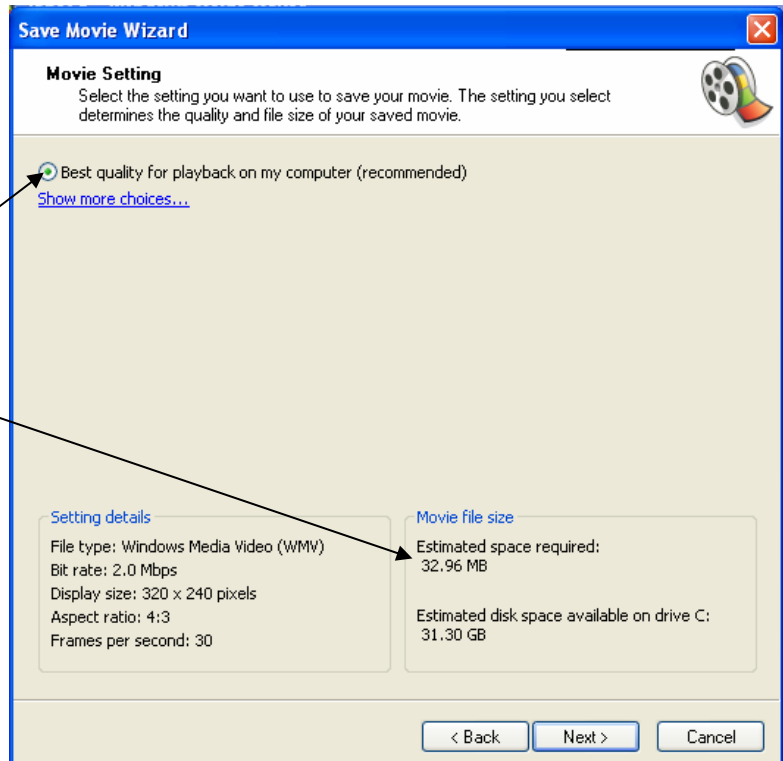 Save Movie Wizard
Movie Setting
Select the setting you want to use to save your movie. The setting you select
determines the quality and file size of your saved movie.
Best quality for playback on my computer (recommended)
Show more choices...
Setting details
File type: Windows Media Video (WMV)
Bit rate: 2.0 Mbps
Display size: 320 x 240 pixels
Aspect ratio: 4:3
Frames per second: 30
Movie file size
Estimated space required:
32.96 MB
Estimated disk space available on drive C:
31.30 GB
< Back
Next >
Cancel